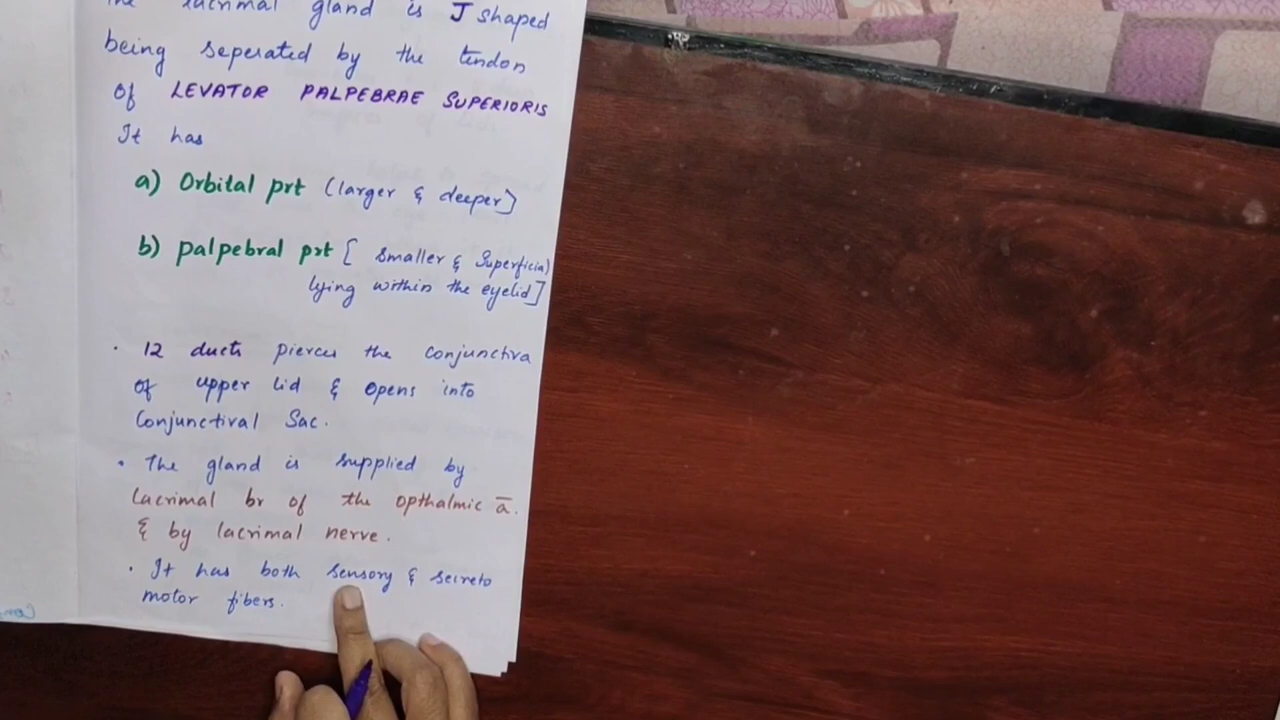 The lacrimal gland is J shaped
being seperated by the tendon
of LEVATOR PALPEBRAE SUPERIORIS
It has
a) Orbital prt (larger & deeper]
b) palpebral prt [ smaller & Superficial
lying within the eyelid]
· 12 ducts pierces the conjunctiva
of upper lid & opens into
Conjunctival Sac.
• The gland is supplied by
lacrimal br of the opthalmic a.
& by lacrimal nerve.
• It has both sensory & secreto
motor fibers.